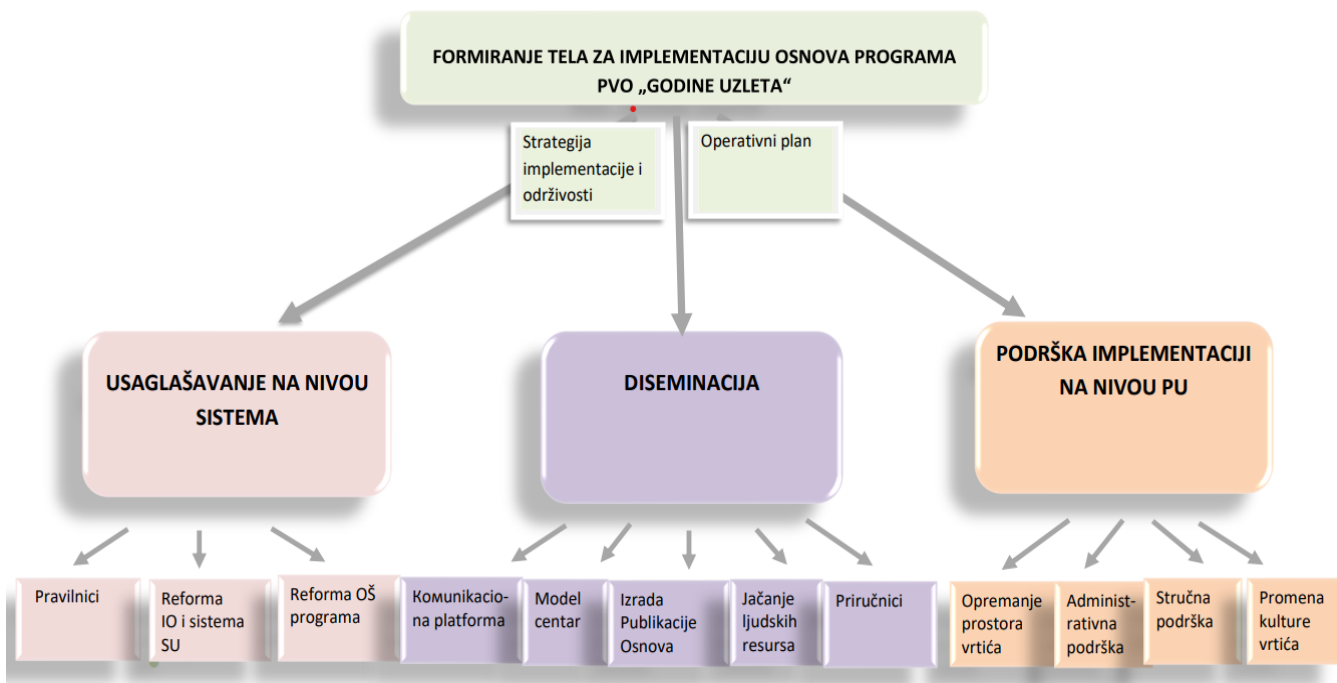 FORMIRANJE TELA ZA IMPLEMENTACIJU OSNOVA PROGRAMA
PVO „GODINE UZLETA“
Strategija
implementacije i
održivosti
Operativni plan
USAGLAŠAVANJE NA NIVOU
SISTEMA
DISEMINACIJA
PODRŠKA IMPLEMENTACIJI
NA NIVOU PU
Pravilnici
Reforma
IO i sistema
SU
Reforma OŠ
programa
Komunikacio-
na platforma
Model
centar
Izrada
Publikacije
Osnova
Jačanje
ljudskih
resursa
Priručnici
Opremanje
prostora
vrtića
Administ-
rativna
podrška
Stručna
podrška
Promena
kulture
vrtića